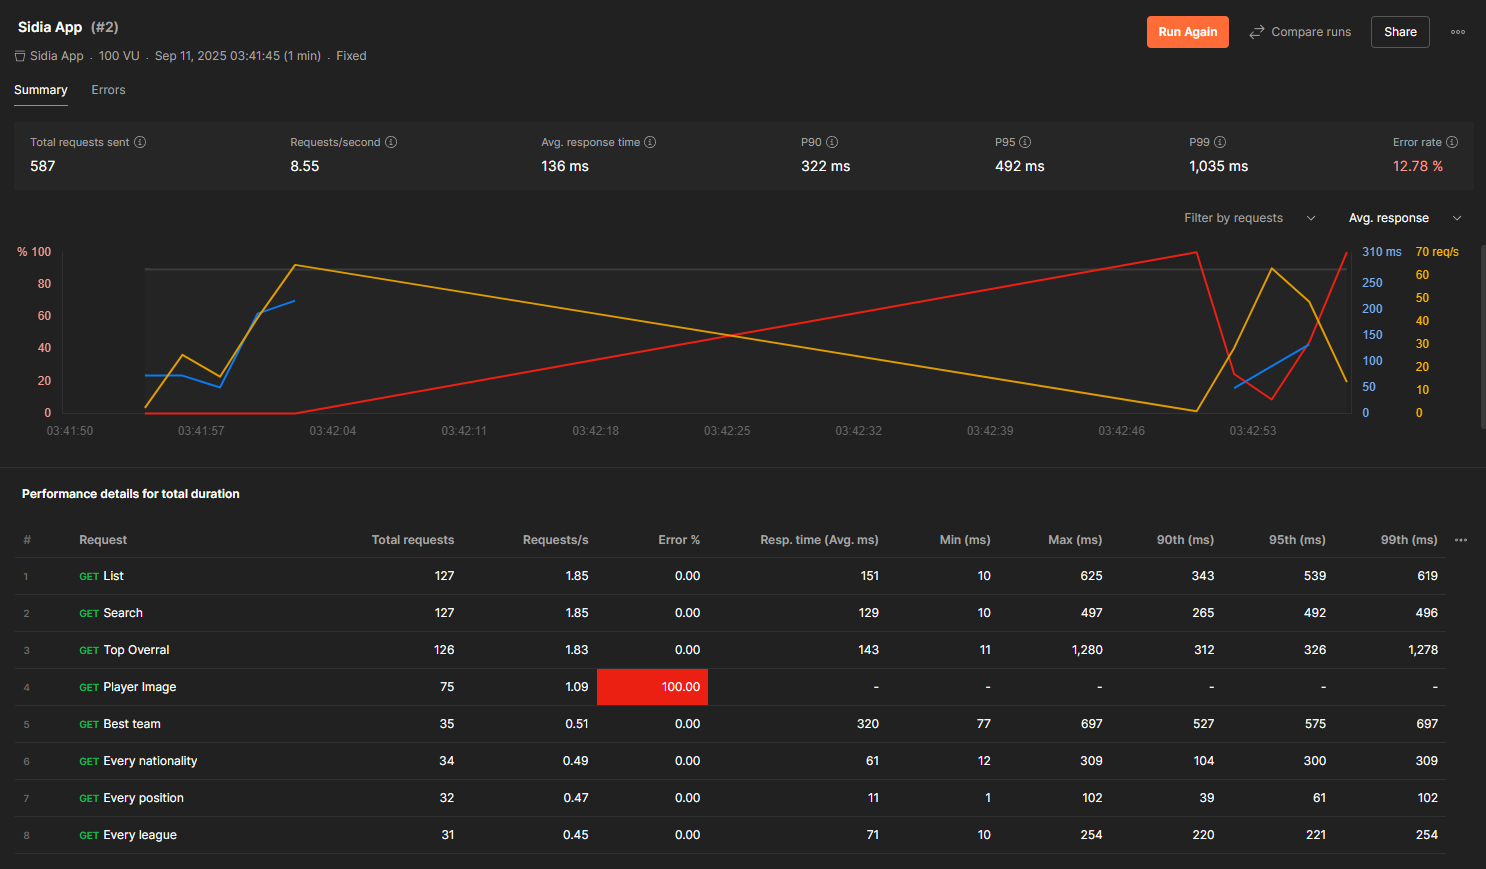 Sidia App (#2)
Run Again
Compare runs
Share
Sidia App . 100 VU . Sep 11, 2025 03:41:45 (1 min) . Fixed
Summary Errors
Total requests sent Requests/second Avg. response time P90 P95 P99 Error rate
587 8.55 136 ms 322 ms 492 ms 1,035 ms 12.78 %
Filter by requests Avg. response
% 100 310 ms 70 req/s
60
80 250
50
60 200
40
150
40 30
100
20 20
50
10
0 0 0
03:41:50 03:41:57 03:42:04 03:42:11 03:42:18 03:42:25 03:42:32 03:42:39 03:42:46 03:42:53
Performance details for total duration
# Request Total requests Requests/s Error % Resp. time (Avg. ms) Min (ms) Max (ms) 90th (ms) 95th (ms) 99th (ms)
1 GET List 127 1.85 0.00 151 10 625 343 539 619
2 GET Search 127 1.85 0.00 129 10 497 265 492 496
3 GET Top Overral 126 1.83 0.00 143 11 1,280 312 326 1,278
4 GET Player Image 75 1.09 100.00 - - - - - -
5 GET Best team 35 0.51 0.00 320 77 697 527 575 697
6 GET Every nationality 34 0.49 0.00 61 12 309 104 300 309
7 GET Every position 32 0.47 0.00 11 1 102 39 61 102
8 GET Every league 31 0.45 0.00 71 10 254 220 221 254